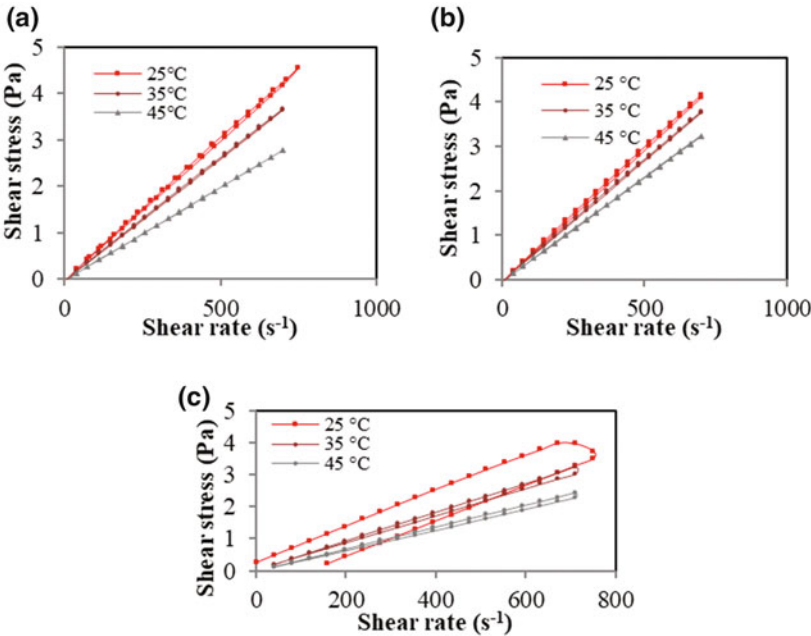 (a)
5
4
3
2
1
0
Shear stress (Pa)
25°C
35°C
45°C
0
500
1000
Shear rate (s-1)
(b)
5
4
3
2
1
0
Shear stress (Pa)
25 °C
35 °C
45 °C
0
500
1000
Shear rate (s-1)
(c)
5
4
3
2
1
0
Shear stress (Pa)
25 °C
35 °C
45 °C
0
200
400
600
800
Shear rate (s-1)